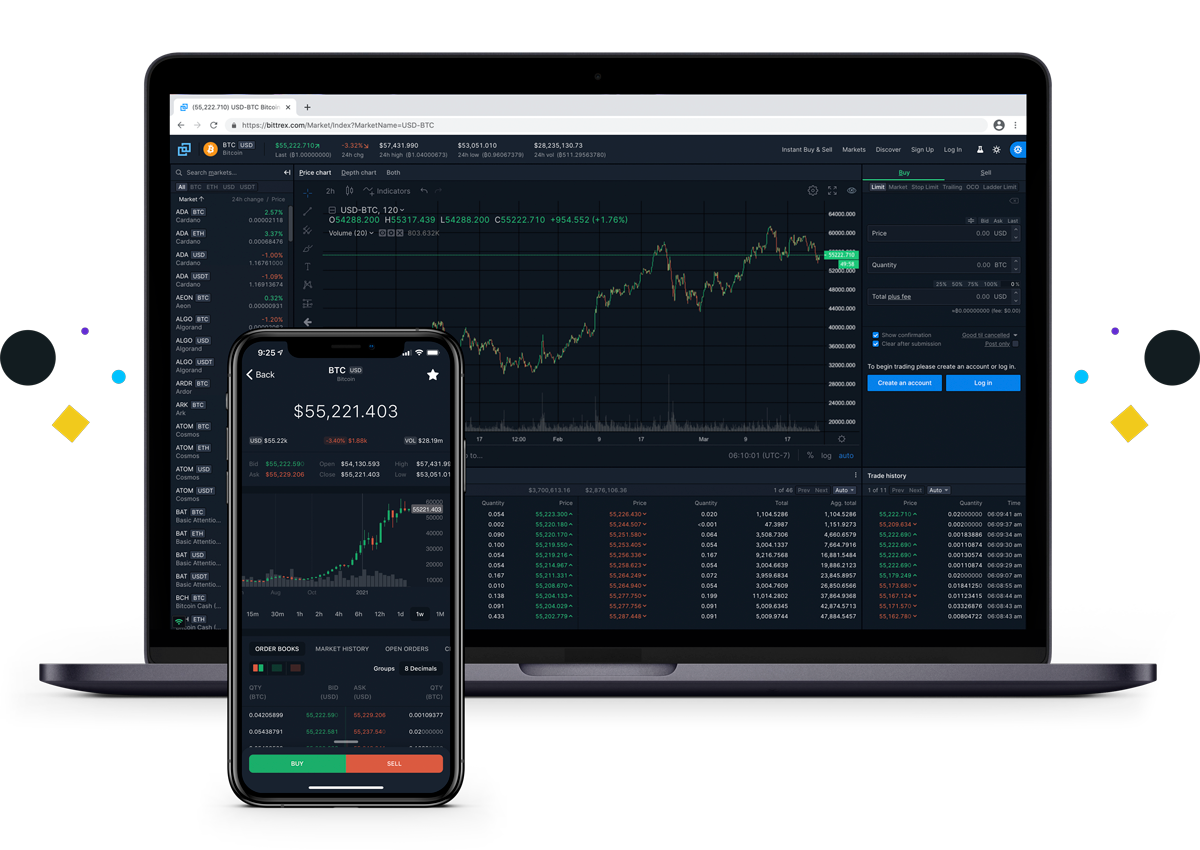 (55,222.710) USD-BTC Bitcoin
https://bittrex.com/Market/Index?MarketName=USD-BTC
BTC USD
Bitcoin
$55,222.710
Last (฿1.00000000)
-3.32%
24h chg
$57,431.990
24h high (฿1.04000673)
$53,051.010
24h low (฿0.96067379)
$28,235,130.73
24h vol (฿511.29563780)
Instant Buy & Sell Markets Discover Sign Up Log In
Search markets...
All BTC ETH USD USDT
Market 24h change / Price
ADA BTC 2.57%
Cardano 0.00002118
ADA ETH 3.37%
Cardano 0.00068476
ADA USD -1.00%
Cardano 1.16761000
ADA USDT -1.09%
Cardano 1.16913674
AEON BTC 0.32%
Aeon 0.00000931
ALGO BTC -1.20%
Algorand
ALGO USD
Algorand
ALGO USDT
Algorand
ARDR BTC
Ardor
ARK BTC
Ark
ATOM BTC
Cosmos
ATOM ETH
Cosmos
ATOM USD
Cosmos
ATOM USDT
Cosmos
BAT BTC
Basic Attentio...
BAT ETH
Basic Attentio...
BAT USD
Basic Attentio...
BAT USDT
Basic Attentio...
BCH BTC
Bitcoin Cash (...
ETH
Price chart Depth chart Both
2h Indicators
USD-BTC, 120
O54288.200 H55317.439 L54288.200 C55222.710 +954.552 (+1.76%)
Volume (20) 803.632K
64000.000
60000.000
55222.710
49:58
52000.000
48000.000
44000.000
40000.000
36000.000
32000.000
28000.000
24000.000
20000.000
17 12:00 Feb 9 17 Mar 9 17
to... 06:10:01 (UTC-7) % log auto
Buy Sell
Limit Market Stop Limit Trailing OCO Ladder Limit
Bid Ask Last
Price 0.00 USD
Quantity 0.00 BTC
25% 50% 75% 100% 0 %
Total plus fee 0.00 USD
≈$0.00000000 (fee: $0.00)
Show confirmation Good til cancelled
Clear after submission Post only
To begin trading please create an account or log in.
Create an account Log in
$3,700,613.16 $2,876,106.36 1 of 46 Prev Next Auto
Quantity Price Price Quantity Total Agg. total
0.054 55,223.300 55,226.430 0.020 1,104.5286 1,104.5286
0.002 55,220.180 55,244.507 <0.001 47.3987 1,151.9273
0.090 55,220.170 55,251.560 0.064 3,508.7306 4,660.6579
0.100 55,219.550 55,253.405 0.054 3,004.1337 7,664.7916
0.054 55,219.218 55,256.336 0.167 9,216.7568 16,881.5484
0.054 55,214.967 55,258.623 0.054 3,004.6639 19,886.2123
0.167 55,211.331 55,264.249 0.072 3,959.6834 23,845.8957
0.010 55,208.670 55,264.940 0.054 3,004.7609 26,850.6566
0.138 55,204.133 55,277.750 0.199 11,014.2802 37,864.9368
0.091 55,204.029 55,277.756 0.091 5,009.6345 42,874.5713
0.433 55,202.779 55,287.448 0.091 5,009.9744 47,884.5457
Trade history
1 of 11 Prev Next Auto
Price Quantity Time
55,222.710 0.02000000 06:09:41 am
55,209.634 0.02000000 06:09:37 am
55,222.690 0.00183886 06:09:34 am
55,222.690 0.00110874 06:09:30 am
55,222.690 0.00130574 06:09:30 am
55,222.690 0.00110874 06:09:29 am
55,179.248 0.02000000 06:09:07 am
55,173.680 0.01841250 06:08:55 am
55,167.124 0.01123415 06:08:44 am
55,171.570 0.03326876 06:08:43 am
55,162.780 0.00804722 06:08:43 am
9:25
Back
BTC USD
Bitcoin
$55,221.403
USD $55.22k -3.40% $1.88k VOL $28.19m
Bid $55,222.590 Open $54,130.593 High $57,431.99
Ask $55,229.206 Close $55,221.403 Low $53,051.01
60000
55221.403
50000
40000
30000
20000
10000
Aug Oct 2021
15m 30m 1h 2h 4h 6h 12h 1d 1w 1M
ORDER BOOKS MARKET HISTORY OPEN ORDERS
Groups 8 Decimals
QTY BID ASK QTY
(BTC) (USD) (USD) (BTC)
0.04205899 55,222.590 55,229.206 0.00109377
0.05438791 55,222.581 55,237.540 0.02000000
BUY SELL